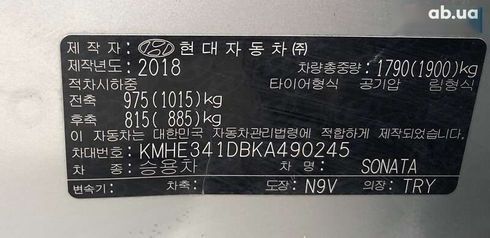 ab.ua
제 작 자 : 현대자동차㈜
제작년도: 2018 차량총중량: 1790(1900)kg
적차시하중 타이어형식 공기압 림형식
전축 975(1015)kg
후축 815( 885)kg
이 자동차는 대한민국 자동차관리법령에 적합하게 제작되었습니다.
차대번호: KMHE341DBKA490245
차 종 : 승용차 차 명 : SONATA
변속기: 차축: 도장: N9V 의장: TRY